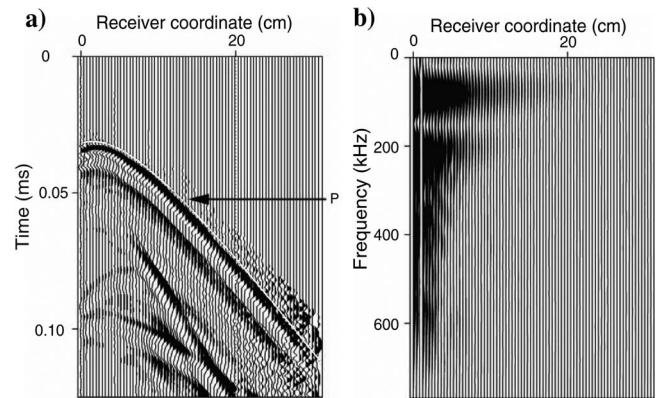 a) Receiver coordinate (cm)
0 20
0
0.05
0.10
Time (ms)
P
b) Receiver coordinate (cm)
0 20
0
200
400
600
Frequency (kHz)